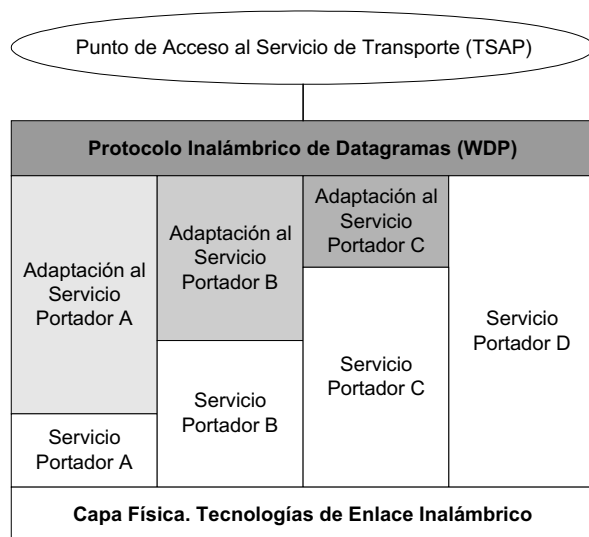 Punto de Acceso al Servicio de Transporte (TSAP)
Protocolo Inalámbrico de Datagramas (WDP)
Adaptación al
Servicio
Portador A
Servicio
Portador A
Adaptación al
Servicio
Portador B
Servicio
Portador B
Adaptación al
Servicio
Portador C
Servicio
Portador C
Servicio
Portador D
Capa Física. Tecnologías de Enlace Inalámbrico